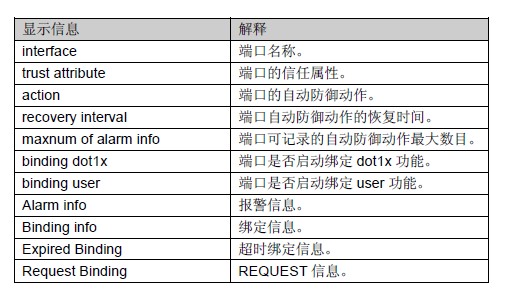 显示信息 解释
interface 端口名称。
trust attribute 端口的信任属性。
action 端口的自动防御动作。
recovery interval 端口自动防御动作的恢复时间。
maxnum of alarm info 端口可记录的自动防御动作最大数目。
binding dot1x 端口是否启动绑定 dot1x 功能。
binding user 端口是否启动绑定 user 功能。
Alarm info 报警信息。
Binding info 绑定信息。
Expired Binding 超时绑定信息。
Request Binding REQUEST 信息。